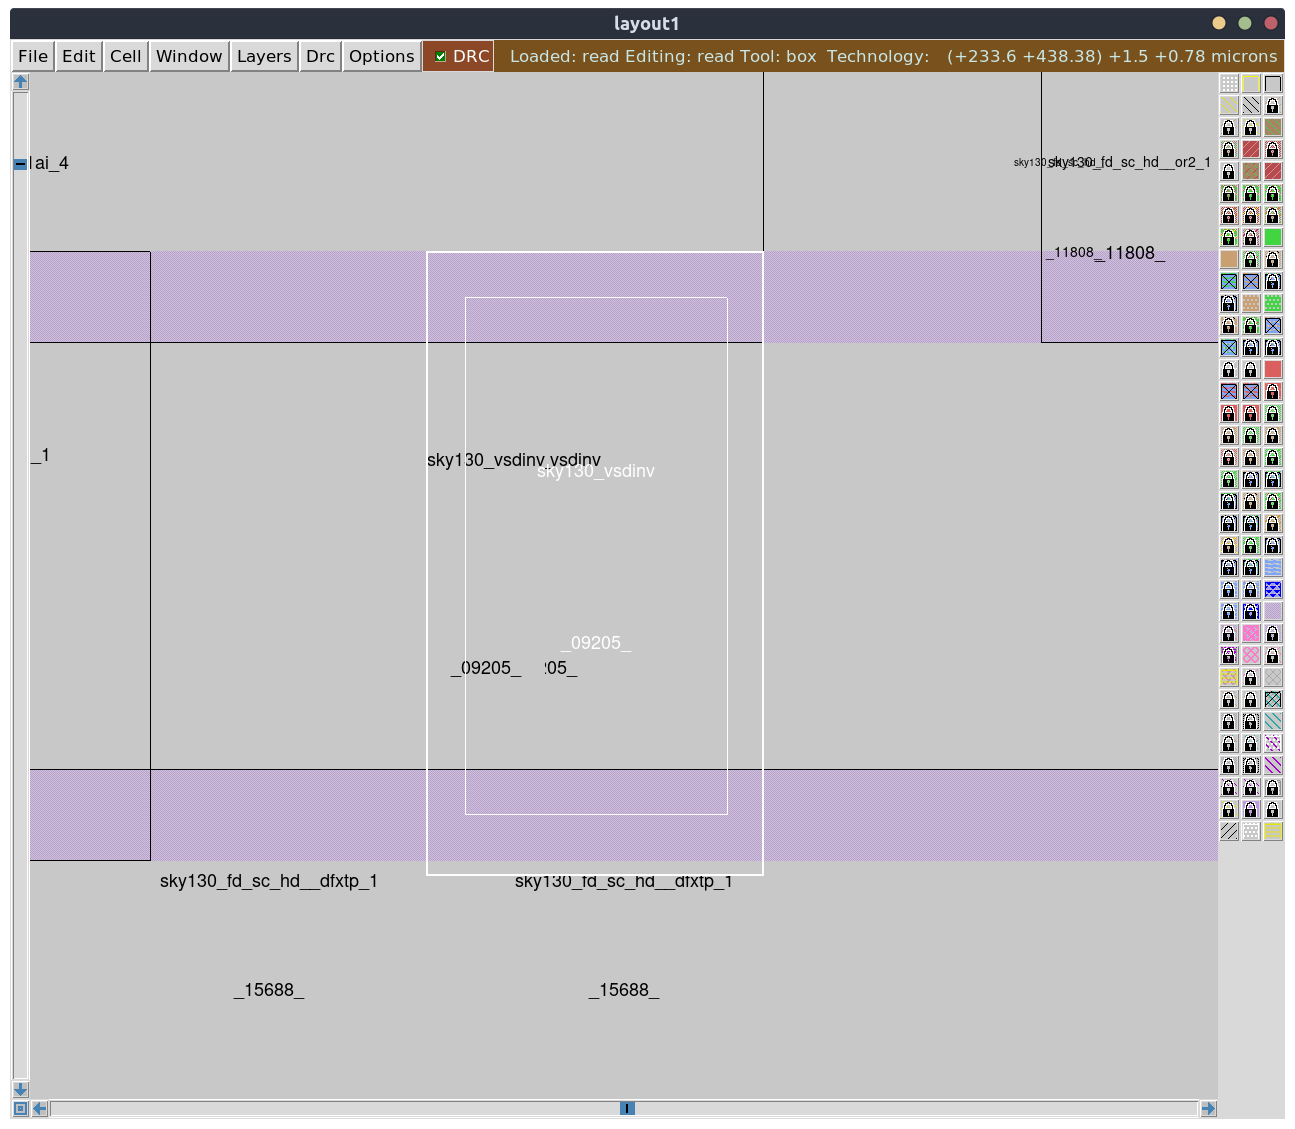 layout1
File Edit Cell Window Layers Drc Options DRC Loaded: read Editing: read Tool: box Technology: (+233.6 +438.38) +1.5 +0.78 microns
ai_4
sky130_fd_sc_hd__or2_1
_11808_ _11808_
_1
sky130_vsdinv vsdinv
sky130_vsdinv
_09205_
_09205_ 05_
sky130_fd_sc_hd__dfxtp_1 sky130_fd_sc_hd__dfxtp_1
_15688_ _15688_